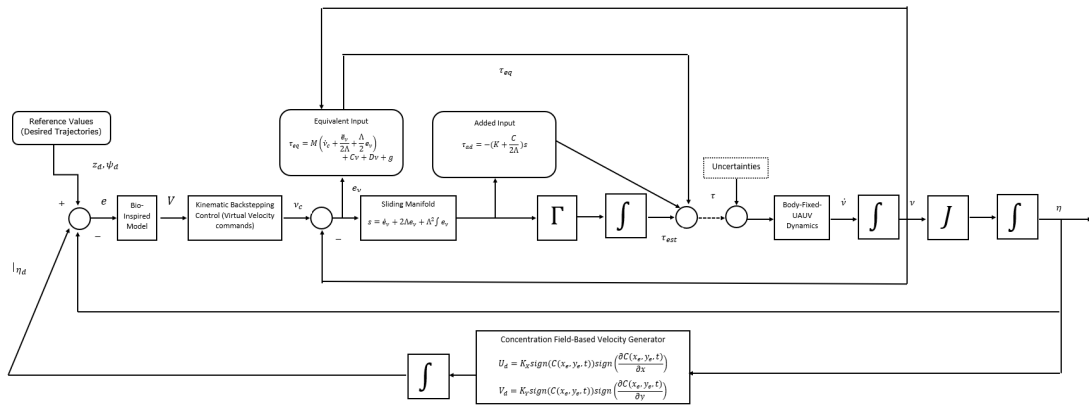 τ_eq
Reference Values
(Desired Trajectories)
Equivalent Input
τ_eq = M(v̇_c + ë_v/2Λ + Λ/2 e_v)
+ Cv + Dv + g
Added Input
τ_ad = −(K + C/2Λ)s
Uncertainties
z_d, ψ_d
e_v
+
e
Bio-
Inspired
Model
V
Kinematic Backstepping
Control (Virtual Velocity
commands)
v_c
Sliding Manifold
s = ė_v + 2Λe_v + Λ² ∫ e_v
Γ
∫
τ_est
τ
Body-Fixed-
UAUV
Dynamics
v̇
∫
v
J
∫
η
−
−
|η_d
Concentration Field-Based Velocity Generator
U_d = K_x sign(C(x_e, y_e, t))sign(∂C(x_e, y_e, t)/∂x)
V_d = K_Y sign(C(x_e, y_e, t))sign(∂C(x_e, y_e, t)/∂y)
∫